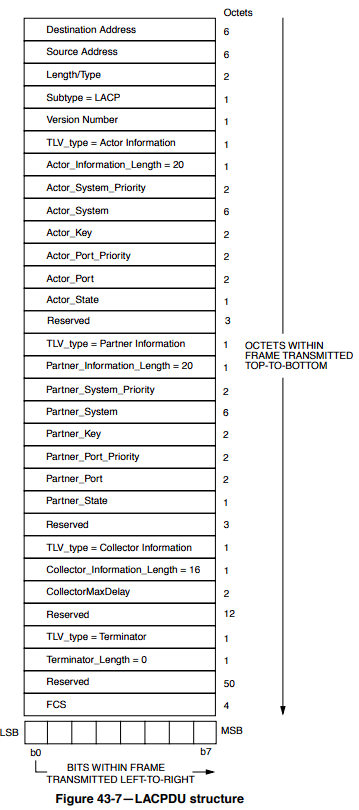 Octets
Destination Address 6
Source Address 6
Length/Type 2
Subtype = LACP 1
Version Number 1
TLV_type = Actor Information 1
Actor_Information_Length = 20 1
Actor_System_Priority 2
Actor_System 6
Actor_Key 2
Actor_Port_Priority 2
Actor_Port 2
Actor_State 1
Reserved 3
TLV_type = Partner Information 1
Partner_Information_Length = 20 1
Partner_System_Priority 2
Partner_System 6
Partner_Key 2
Partner_Port_Priority 2
Partner_Port 2
Partner_State 1
Reserved 3
TLV_type = Collector Information 1
Collector_Information_Length = 16 1
CollectorMaxDelay 2
Reserved 12
TLV_type = Terminator 1
Terminator_Length = 0 1
Reserved 50
FCS 4
OCTETS WITHIN
FRAME TRANSMITTED
TOP-TO-BOTTOM
LSB MSB
b0 b7
BITS WITHIN FRAME
TRANSMITTED LEFT-TO-RIGHT
Figure 43-7—LACPDU structure